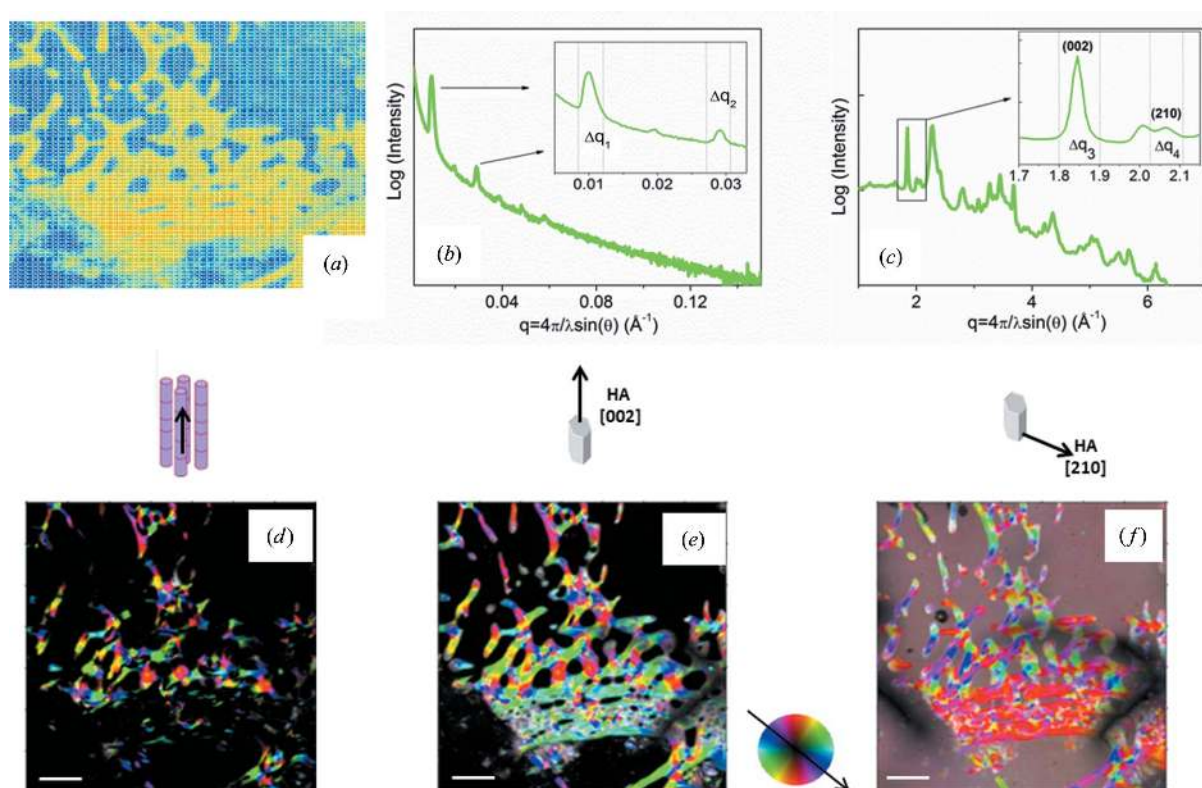 (a)
(b)
Log (Intensity)
Δq1
Δq2
0.01
0.02
0.03
0.04
0.08
0.12
q=4π/λsin(θ) (Å⁻¹)
(c)
Log (Intensity)
(002)
(210)
Δq3
Δq4
1.7
1.8
1.9
2.0
2.1
2
4
6
q=4π/λsin(θ) (Å⁻¹)
HA
[002]
HA
[210]
(d)
(e)
(f)